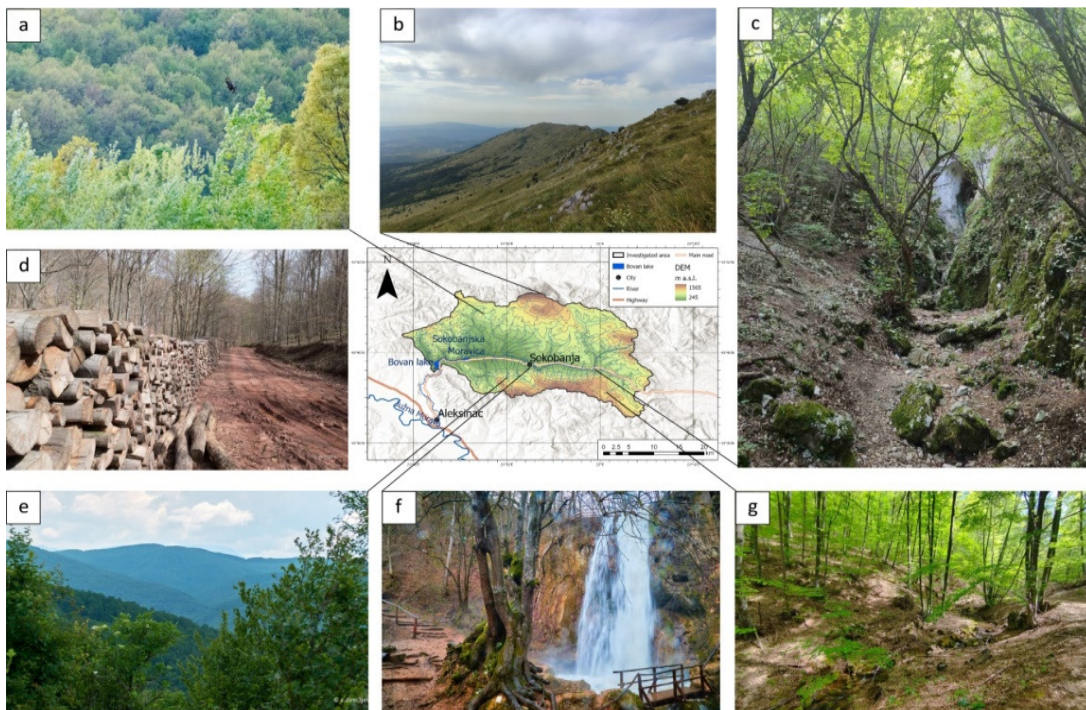 a
b
c
d
N
Investigated area
Main road
Bovan lake
DEM
City
m a.s.l.
River
1565
Highway
245
Sokobanjska
Moravica
Bovan lake
Sokobanja
Aleksinac
0 2.5 5 10 15 20
km
e
f
g